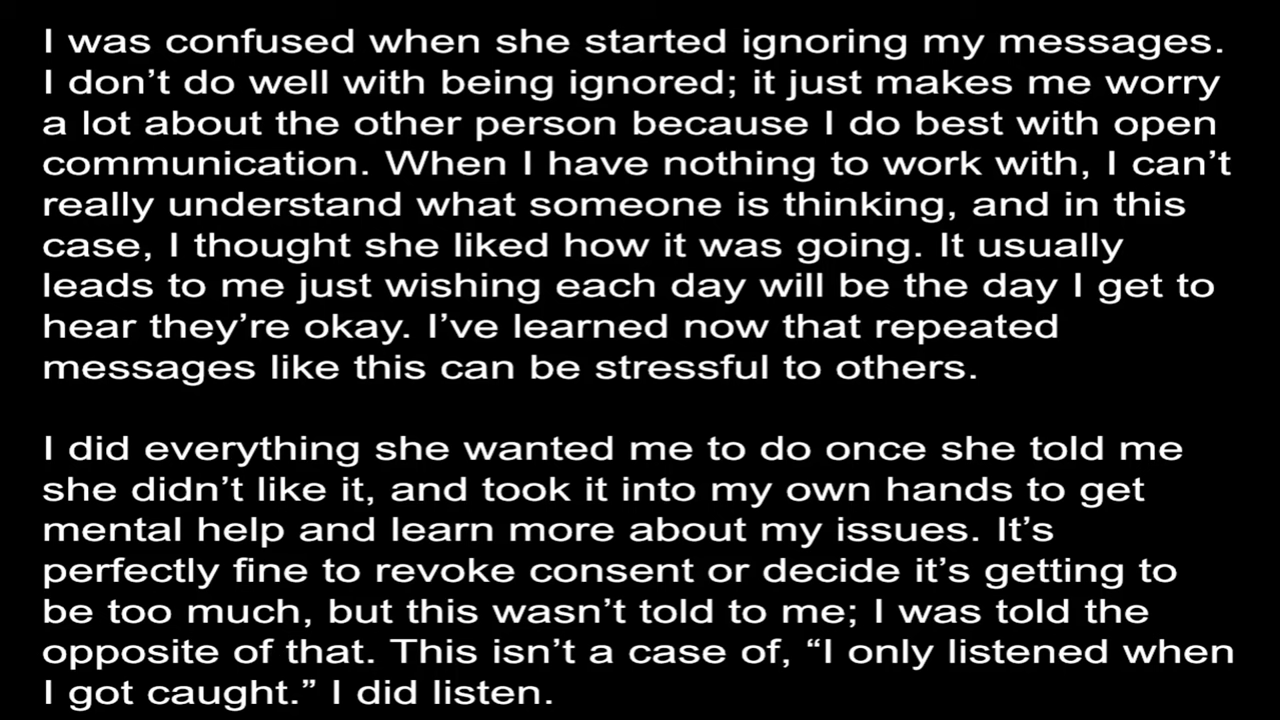 I was confused when she started ignoring my messages.
I don’t do well with being ignored; it just makes me worry
a lot about the other person because I do best with open
communication. When I have nothing to work with, I can’t
really understand what someone is thinking, and in this
case, I thought she liked how it was going. It usually
leads to me just wishing each day will be the day I get to
hear they’re okay. I’ve learned now that repeated
messages like this can be stressful to others.
I did everything she wanted me to do once she told me
she didn’t like it, and took it into my own hands to get
mental help and learn more about my issues. It’s
perfectly fine to revoke consent or decide it’s getting to
be too much, but this wasn’t told to me; I was told the
opposite of that. This isn’t a case of, “I only listened when
I got caught.” I did listen.